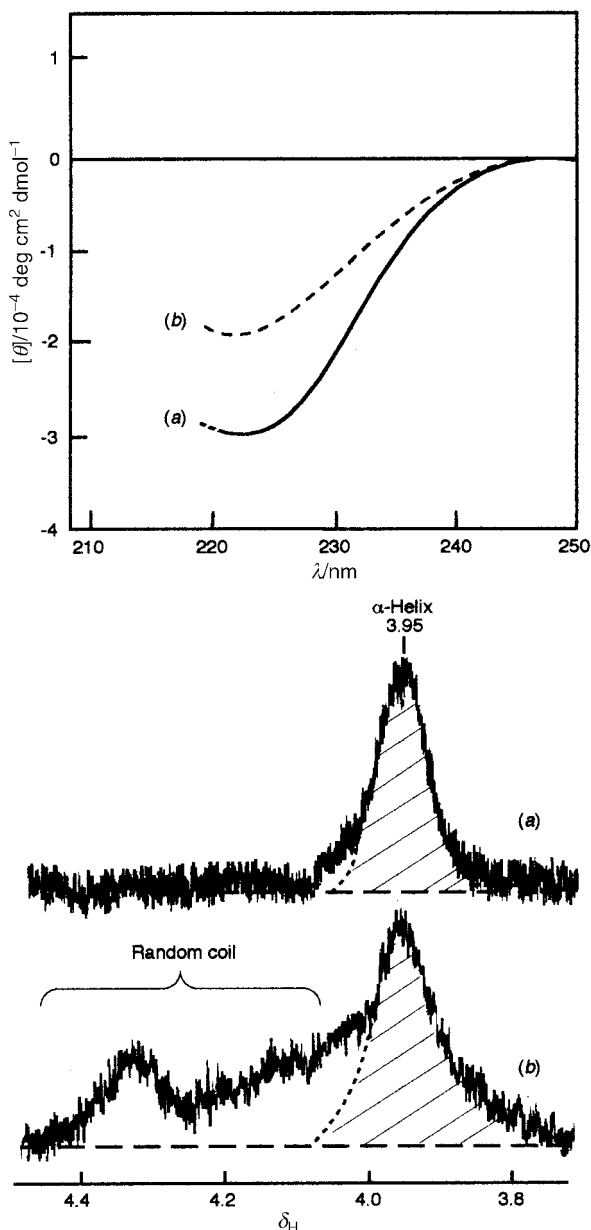 1
0
-1
-2
-3
-4
[θ]/10⁻⁴ deg cm² dmol⁻¹
(b)
(a)
210 220 230 240 250
λ/nm
α-Helix
3.95
(a)
Random coil
(b)
4.4 4.2 4.0 3.8
δH